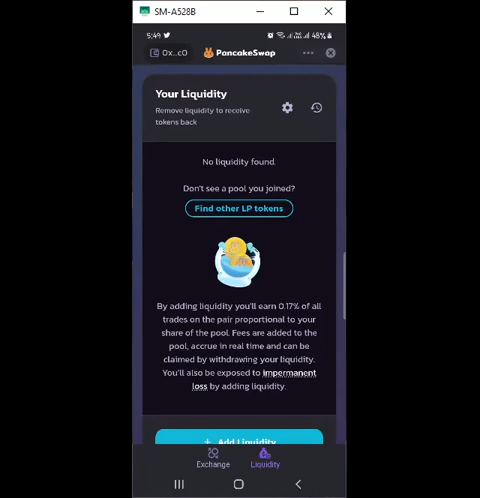 SM-A528B
5:49
48%
0x...c0
PancakeSwap
Your Liquidity
Remove liquidity to receive
tokens back
No liquidity found.
Don't see a pool you joined?
Find other LP tokens
By adding liquidity you'll earn 0.17% of all
trades on the pair proportional to your
share of the pool. Fees are added to the
pool, accrue in real time and can be
claimed by withdrawing your liquidity.
You'll also be exposed to impermanent
loss by adding liquidity.
+ Add Liquidity
Exchange
Liquidity